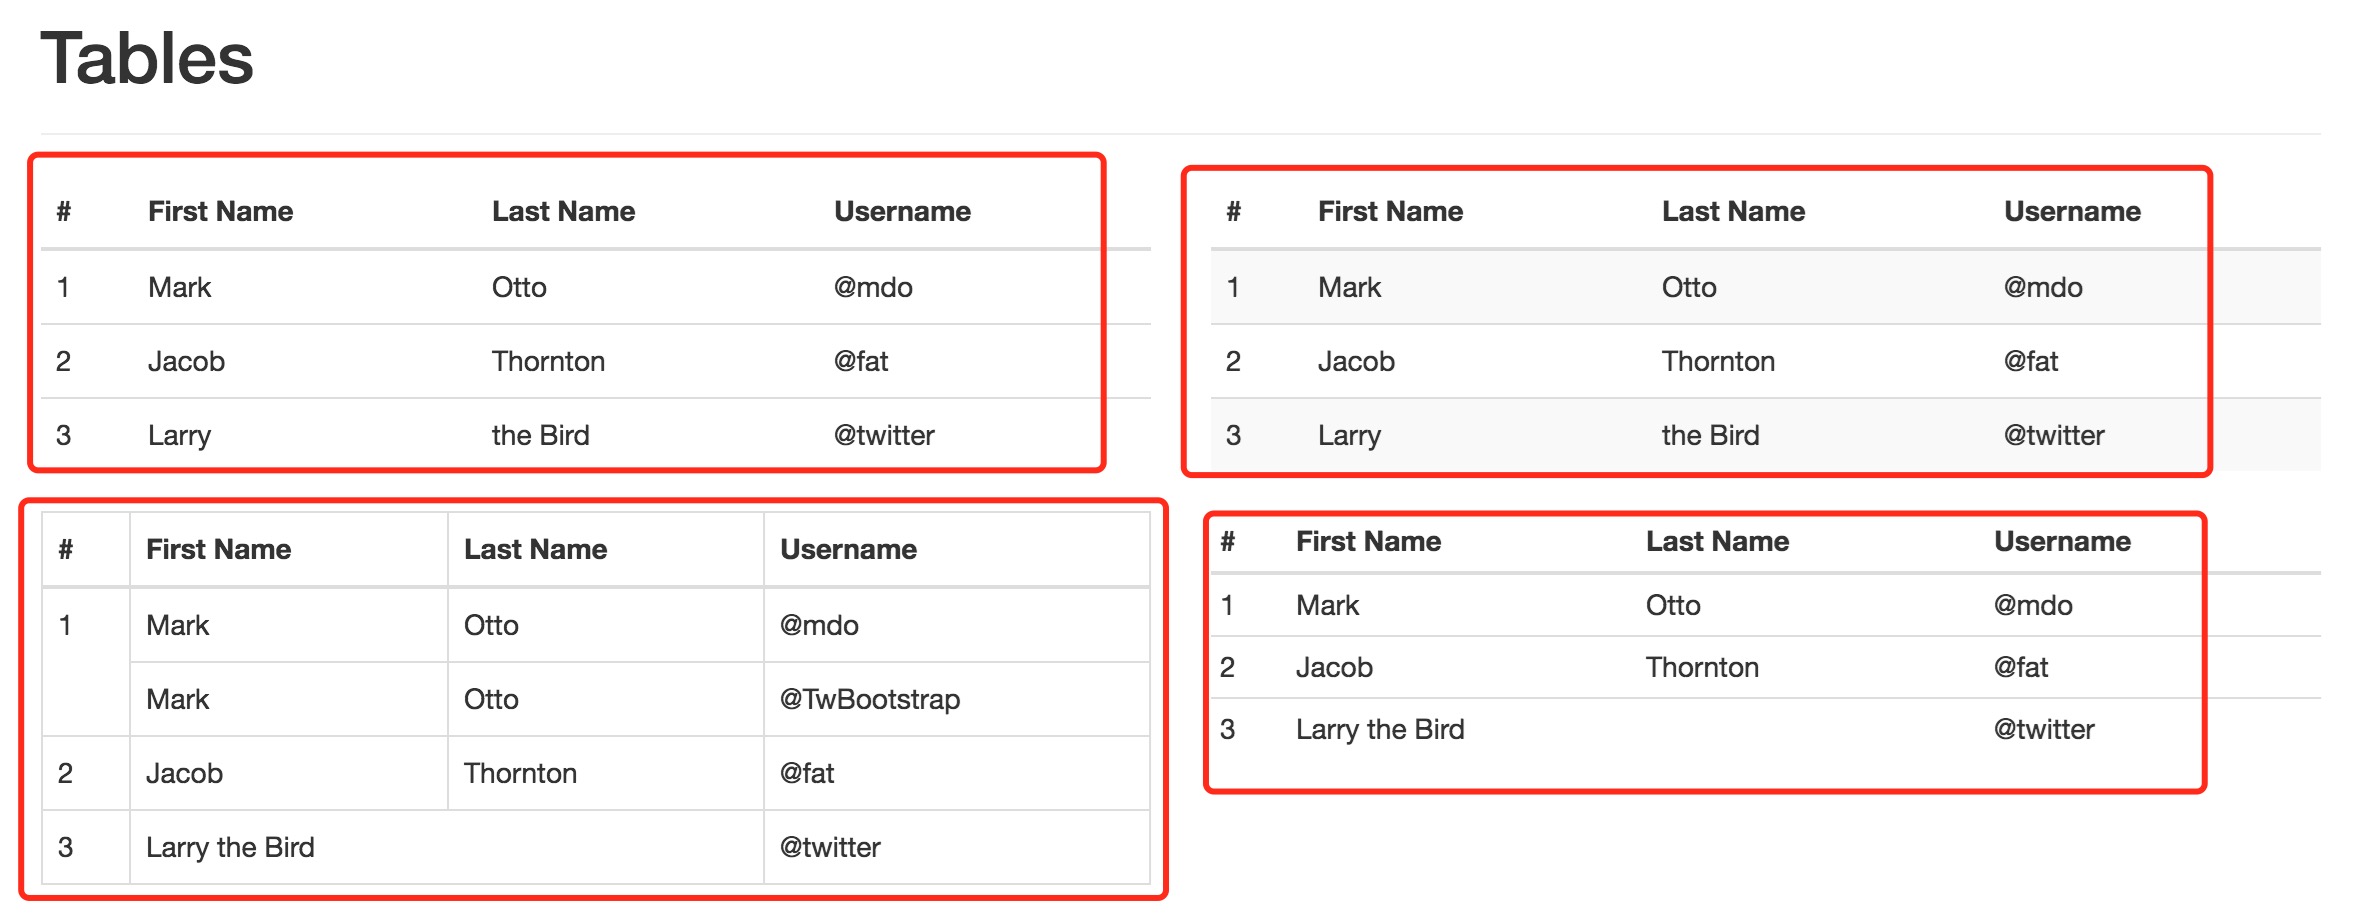 Tables
# First Name Last Name Username
1 Mark Otto @mdo
2 Jacob Thornton @fat
3 Larry the Bird @twitter
# First Name Last Name Username
1 Mark Otto @mdo
2 Jacob Thornton @fat
3 Larry the Bird @twitter
# First Name Last Name Username
1 Mark Otto @mdo
Mark Otto @TwBootstrap
2 Jacob Thornton @fat
3 Larry the Bird @twitter
# First Name Last Name Username
1 Mark Otto @mdo
2 Jacob Thornton @fat
3 Larry the Bird @twitter